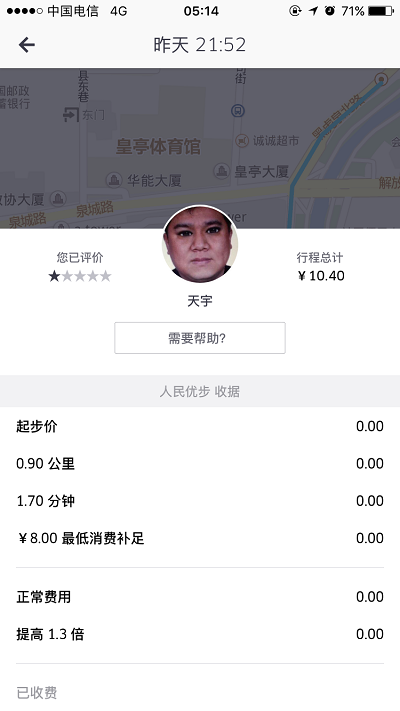 中国电信 4G 05:14 71%
昨天 21:52
县东巷
街
国邮政
蓄银行
东门
皇亭体育馆
诚诚超市
华能大厦
皇亭大厦
政协大厦
泉城路
泉城路
解放
wer
您已评价
行程总计
¥10.40
天宇
需要帮助?
人民优步 收据
起步价 0.00
0.90 公里 0.00
1.70 分钟 0.00
¥8.00 最低消费补足 0.00
正常费用 0.00
提高 1.3 倍 0.00
已收费